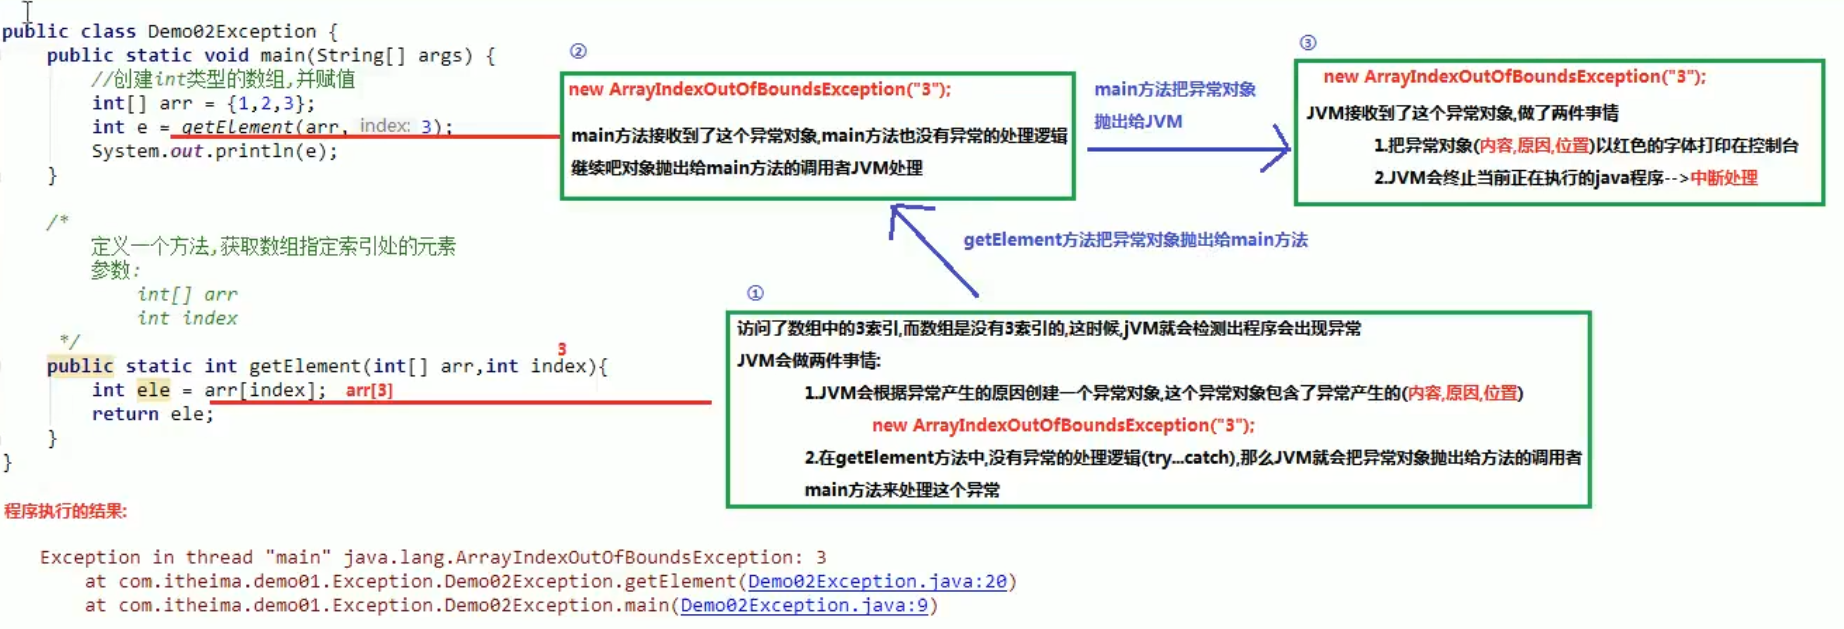 public class Demo02Exception {
public static void main(String[] args) {
//创建int类型的数组,并赋值
int[] arr = {1,2,3};
int e = getElement(arr, index: 3);
System.out.println(e);
}
/*
定义一个方法,获取数组指定索引处的元素
参数:
int[] arr
int index
*/
3
public static int getElement(int[] arr,int index){
int ele = arr[index]; arr[3]
return ele;
}
}
②
new ArrayIndexOutOfBoundsException("3");
main方法接收到了这个异常对象,main方法也没有异常的处理逻辑
继续吧对象抛出给main方法的调用者JVM处理
main方法把异常对象
抛出给JVM
③
new ArrayIndexOutOfBoundsException("3");
JVM接收到了这个异常对象,做了两件事情
1.把异常对象(内容,原因,位置)以红色的字体打印在控制台
2.JVM会终止当前正在执行的java程序-->中断处理
getElement方法把异常对象抛出给main方法
①
访问了数组中的3索引,而数组是没有3索引的,这时候,jVM就会检测出程序会出现异常
JVM会做两件事情:
1.JVM会根据异常产生的原因创建一个异常对象,这个异常对象包含了异常产生的(内容,原因,位置)
new ArrayIndexOutOfBoundsException("3");
2.在getElement方法中,没有异常的处理逻辑(try...catch),那么JVM就会把异常对象抛出给方法的调用者
main方法来处理这个异常
程序执行的结果:
Exception in thread "main" java.lang.ArrayIndexOutOfBoundsException: 3
at com.itheima.demo01.Exception.Demo02Exception.getElement(Demo02Exception.java:20)
at com.itheima.demo01.Exception.Demo02Exception.main(Demo02Exception.java:9)